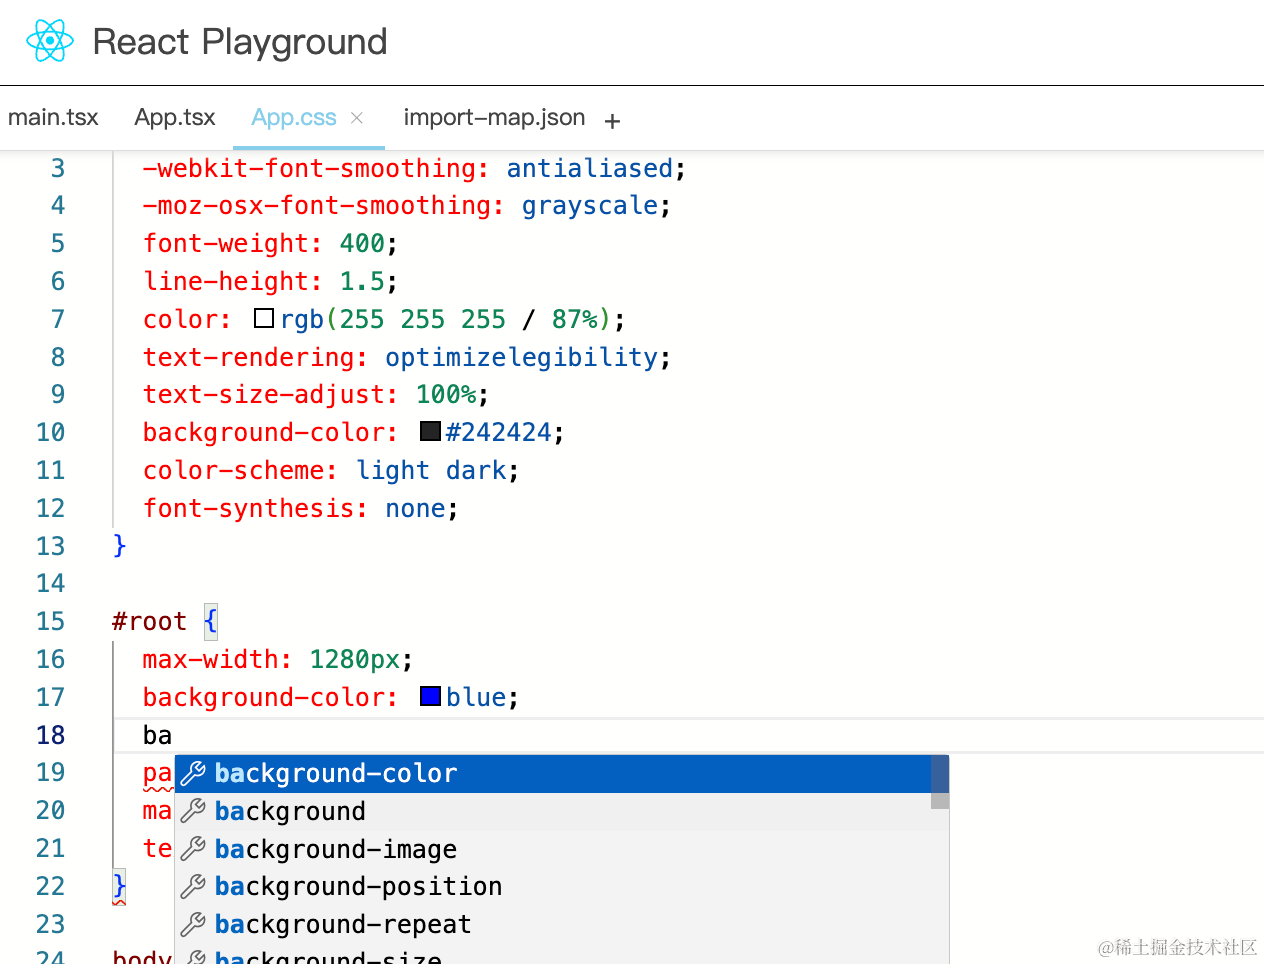 React Playground
main.tsx App.tsx App.css × import-map.json +
3 -webkit-font-smoothing: antialiased;
4 -moz-osx-font-smoothing: grayscale;
5 font-weight: 400;
6 line-height: 1.5;
7 color: rgb(255 255 255 / 87%);
8 text-rendering: optimizelegibility;
9 text-size-adjust: 100%;
10 background-color: #242424;
11 color-scheme: light dark;
12 font-synthesis: none;
13 }
14
15 #root {
16 max-width: 1280px;
17 background-color: blue;
18 ba
19 pa background-color
20 ma background
21 te background-image
22 } background-position
23 background-repeat
24 body background-size
@稀土掘金技术社区